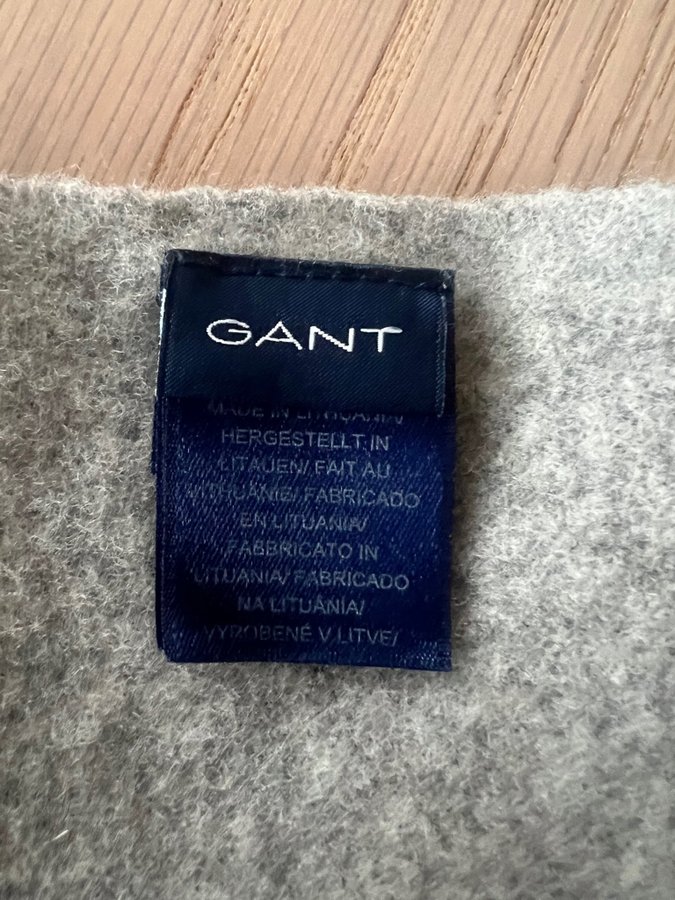 GANT
MADE IN LITHUANIA/
HERGESTELLT IN
LITAUEN/ FAIT AU
LITHUANIE/ FABRICADO
EN LITUANIA/
FABBRICATO IN
LITUANIA/ FABRICADO
NA LITUÂNIA/
VYROBENÉ V LITVE/